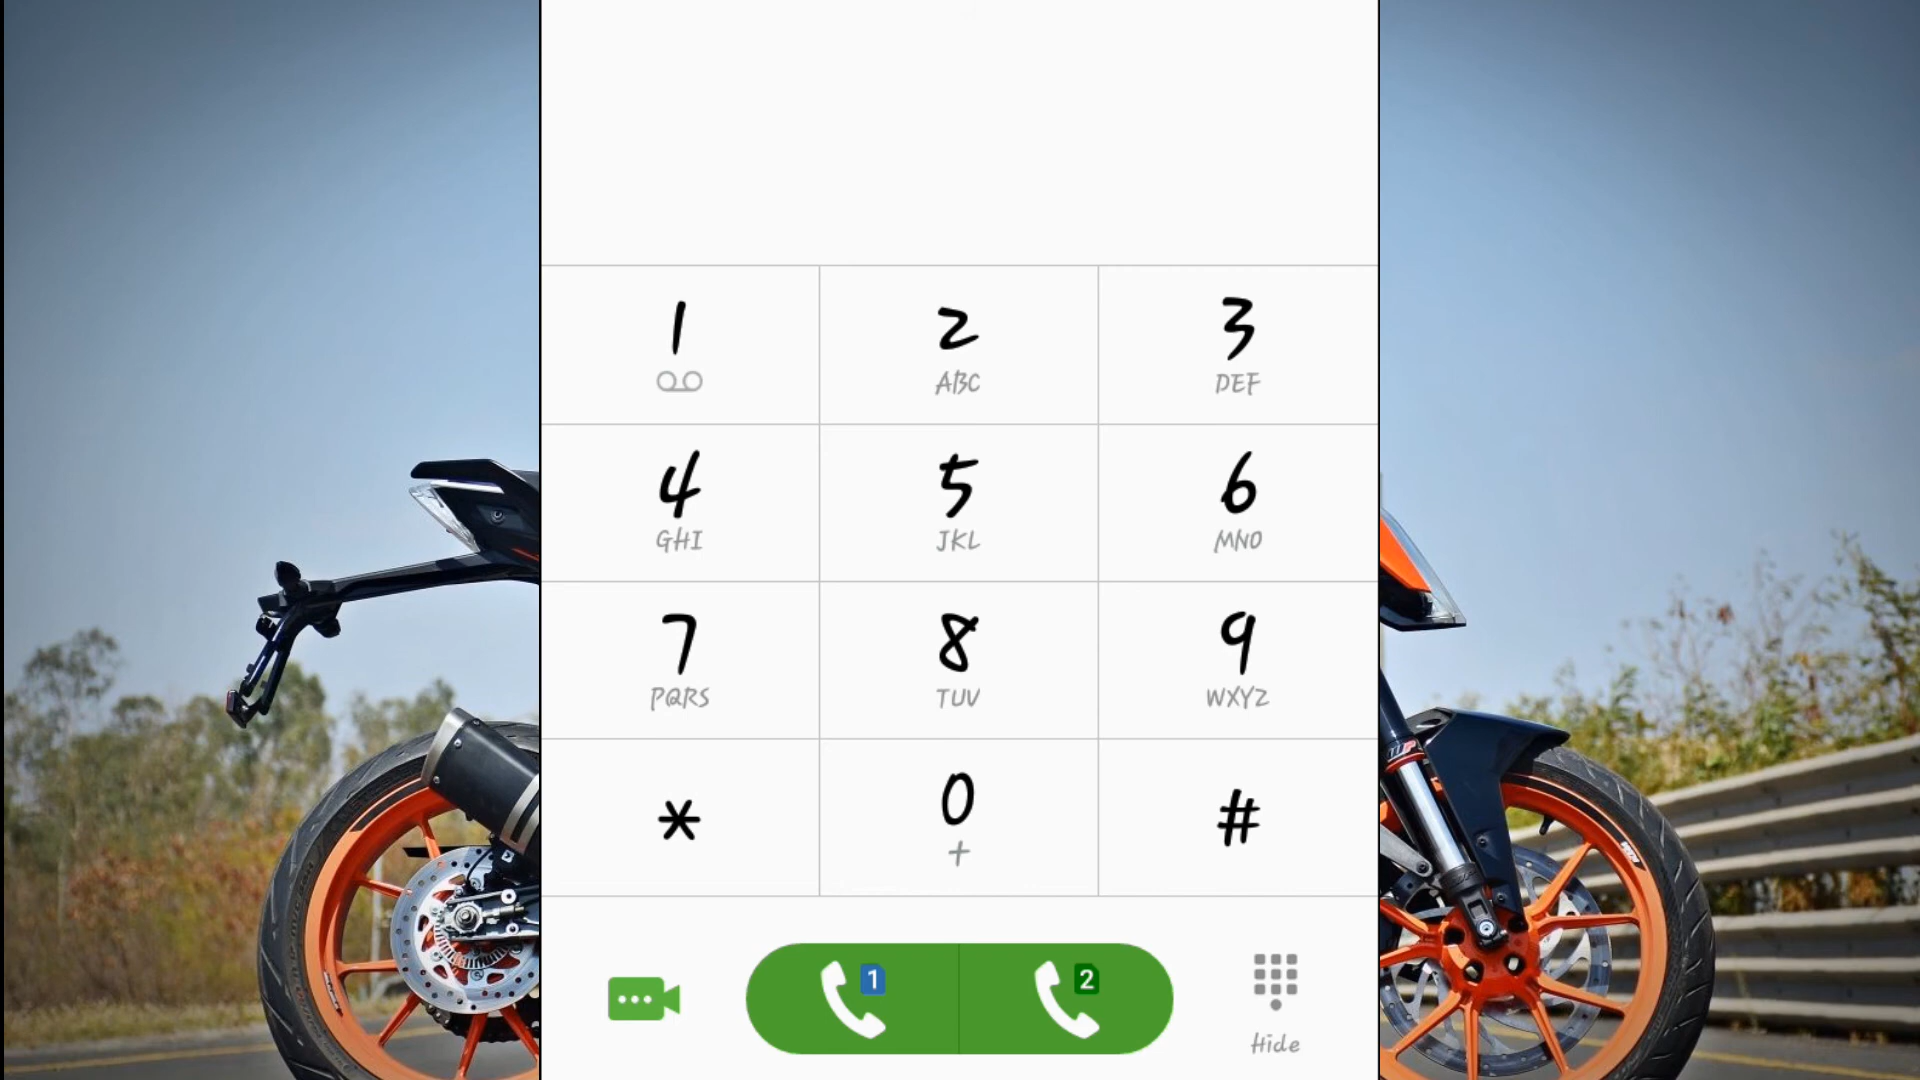 1 2 3
ABC DEF
4 5 6
GHI JKL MNO
7 8 9
PQRS TUV WXYZ
* 0 #
+
1 2
Hide